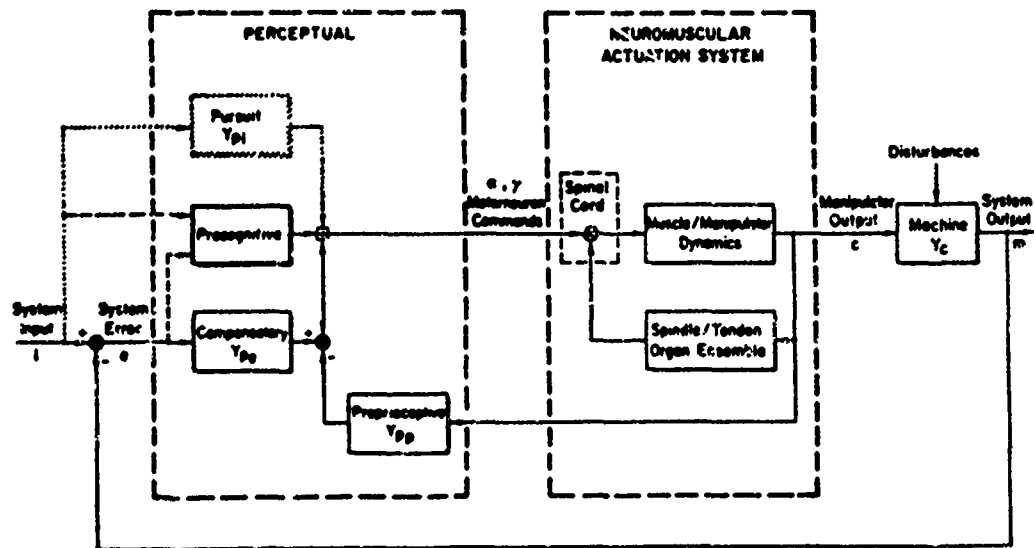 PERCEPTUAL
NEUROMUSCULAR
ACTUATION SYSTEM
Pursuit
Ypi
Disturbances
α, γ
Motorneuron
Commands
Spinal
Cord
Manipulator
Output
c
System
Output
m
Precognitive
Muscle/Manipulator
Dynamics
Machine
Yc
System
Input
i
+
-
System
Error
e
Compensatory
Ype
+
-
Spindle/Tendon
Organ Ensemble
Proprioceptive
Ypp